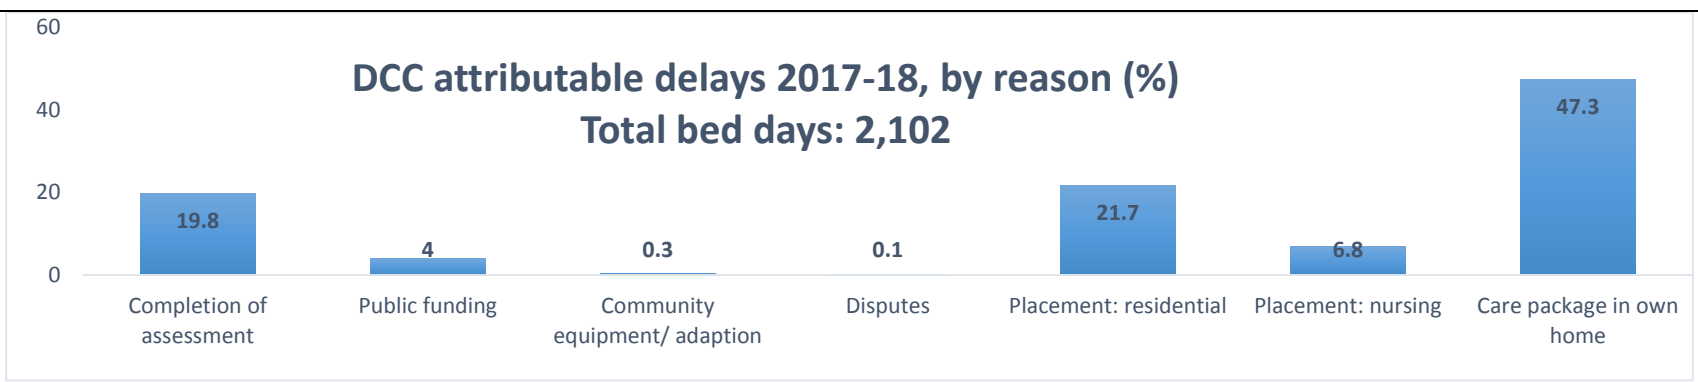 60
DCC attributable delays 2017-18, by reason (%)
Total bed days: 2,102
40
47.3
20
19.8
4
0.3
0.1
21.7
6.8
0
Completion of
assessment
Public funding
Community
equipment/ adaption
Disputes
Placement: residential
Placement: nursing
Care package in own
home